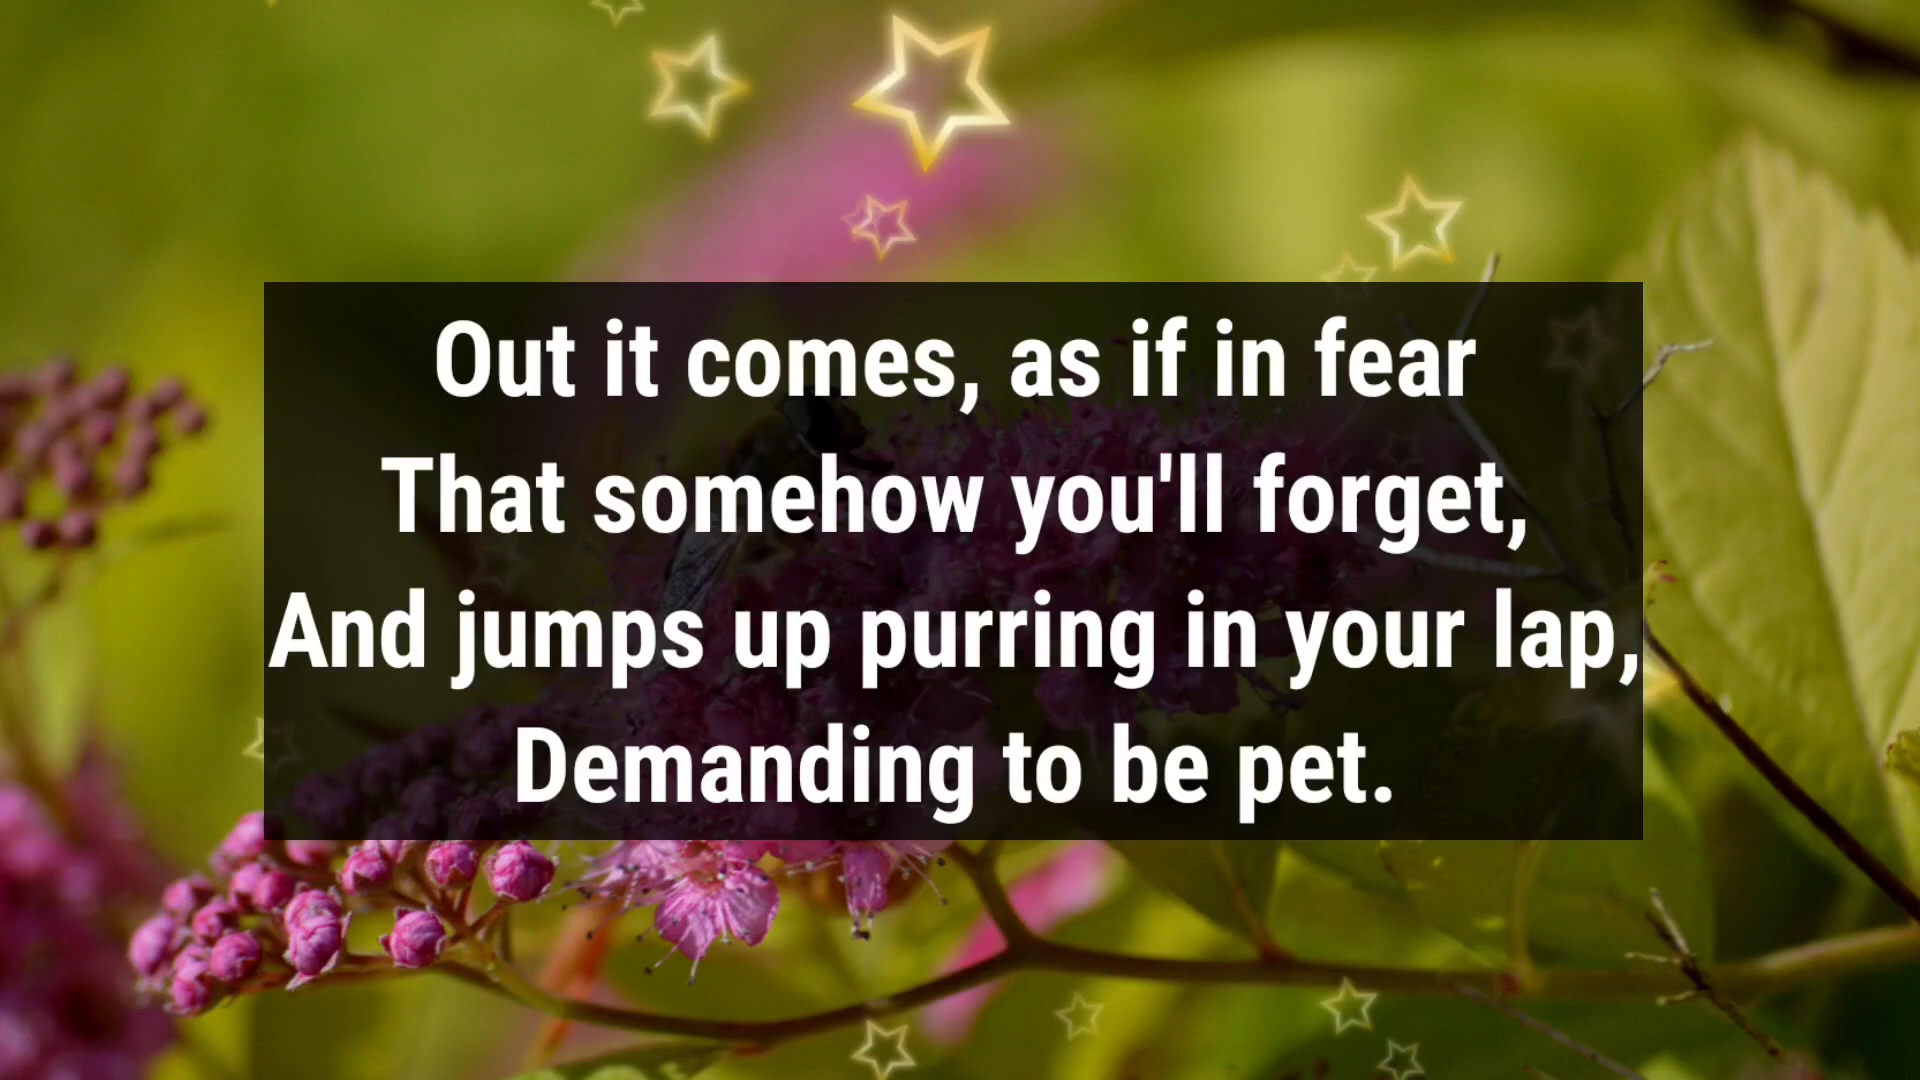 Out it comes, as if in fear
That somehow you'll forget,
And jumps up purring in your lap,
Demanding to be pet.